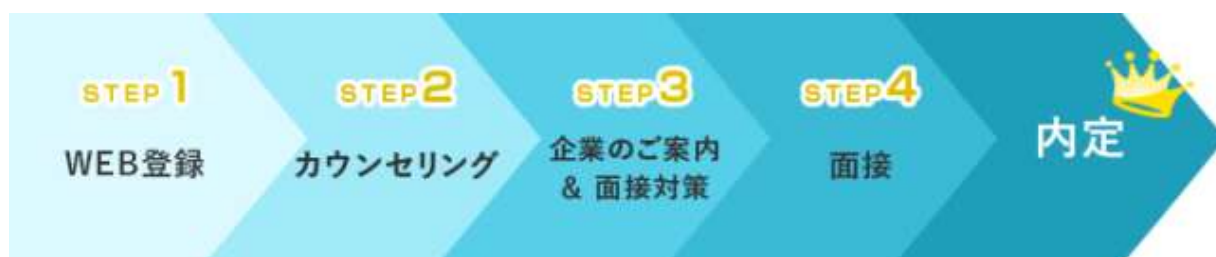 STEP 1
WEB登録
STEP 2
カウンセリング
STEP 3
企業のご案内
& 面接対策
STEP 4
面接
内定